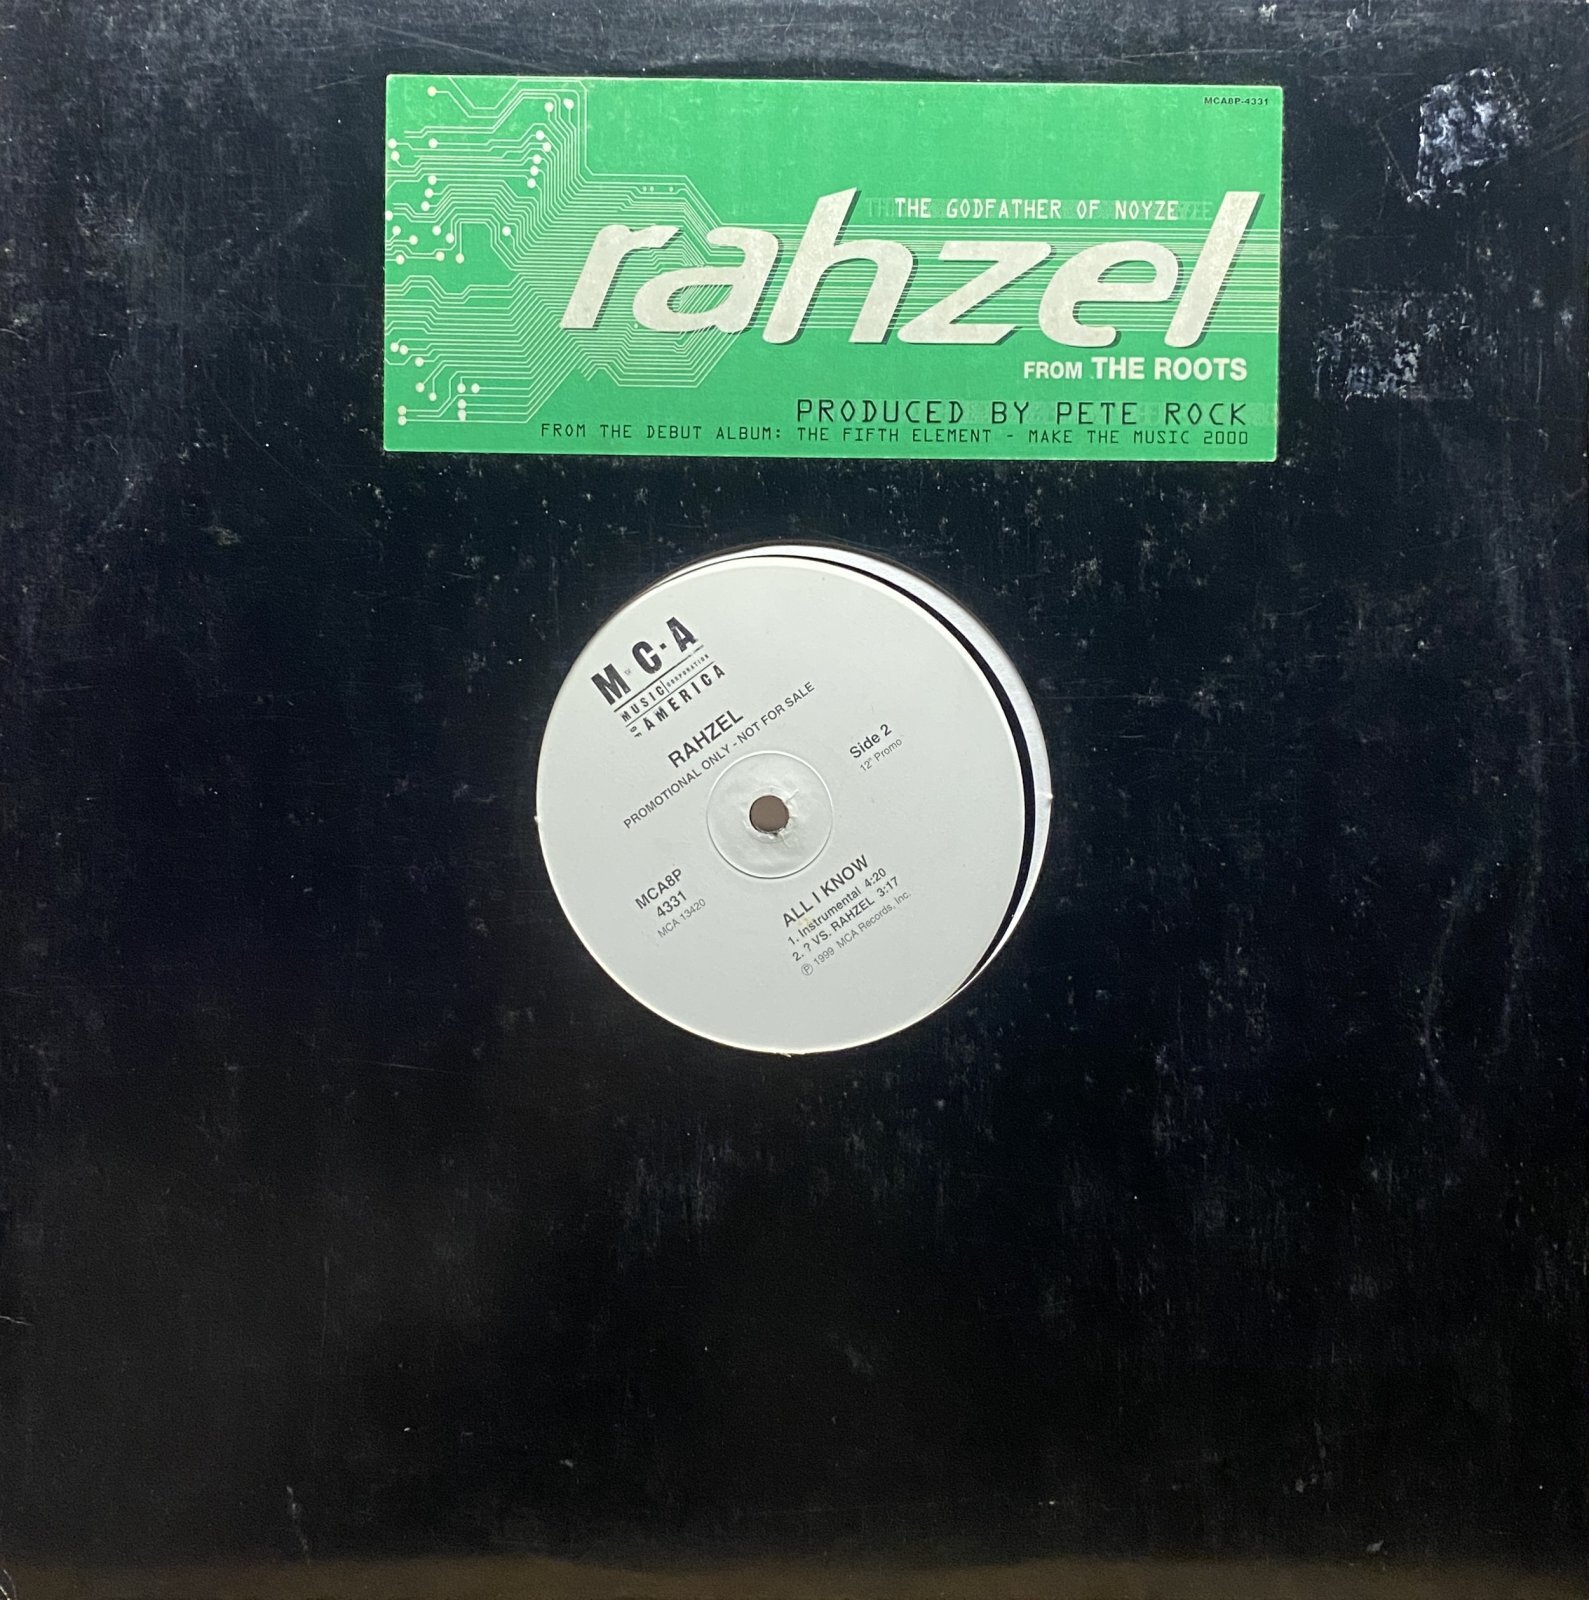 MCA8P-4331
THE GODFATHER OF NOYZE
rahzel
FROM THE ROOTS
PRODUCED BY PETE ROCK
FROM THE DEBUT ALBUM: THE FIFTH ELEMENT - MAKE THE MUSIC 2000
M·C·A
MUSIC CORPORATION
OF AMERICA
RAHZEL
PROMOTIONAL ONLY - NOT FOR SALE
Side 2
12" Promo
MCA8P
4331
MCA 13420
ALL I KNOW
1. Instrumental 4:20
2. ? VS. RAHZEL 3:17
℗ 1999 MCA Records, Inc.